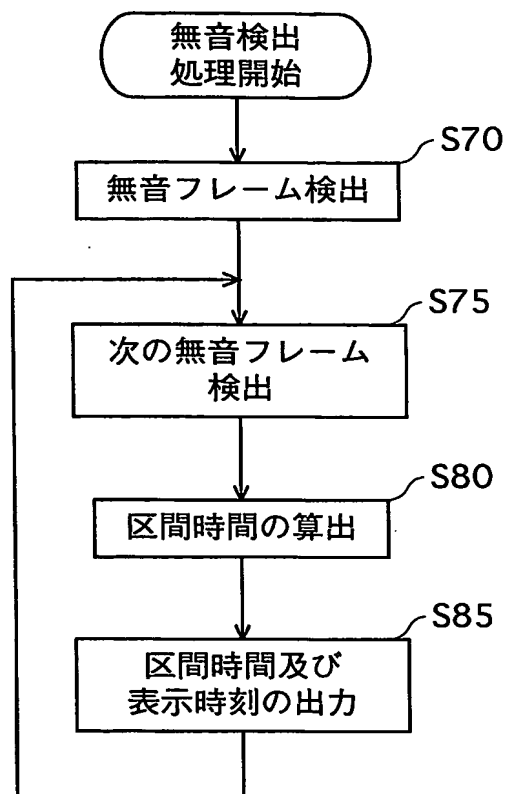 無音検出
処理開始
S70
無音フレーム検出
S75
次の無音フレーム
検出
S80
区間時間の算出
S85
区間時間及び
表示時刻の出力